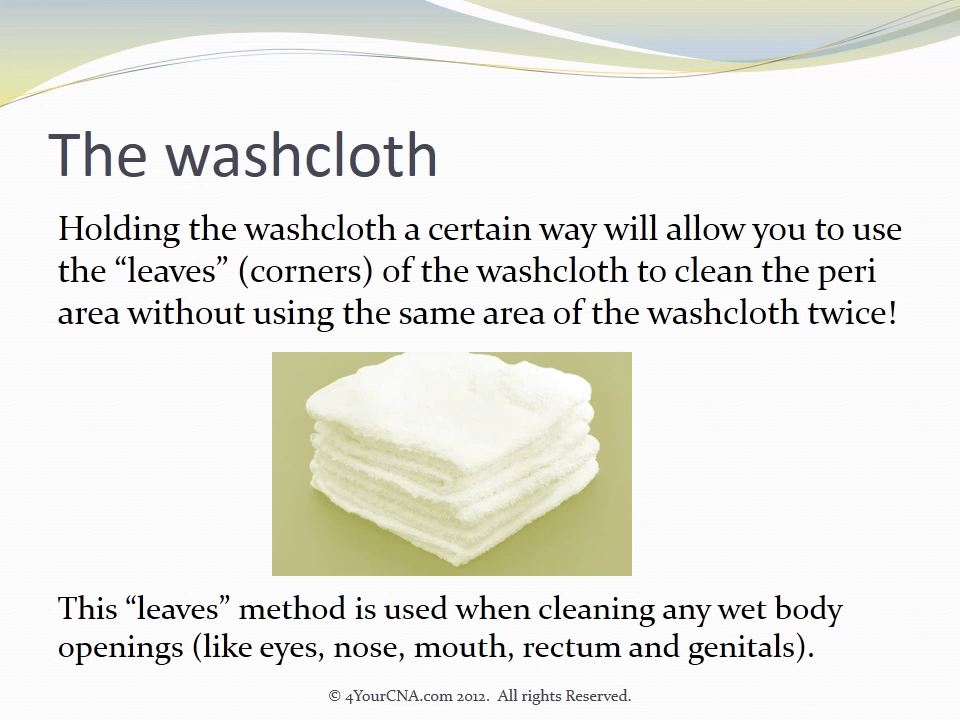 The washcloth
Holding the washcloth a certain way will allow you to use
the “leaves” (corners) of the washcloth to clean the peri
area without using the same area of the washcloth twice!
This “leaves” method is used when cleaning any wet body
openings (like eyes, nose, mouth, rectum and genitals).
© 4YourCNA.com 2012.  All rights Reserved.